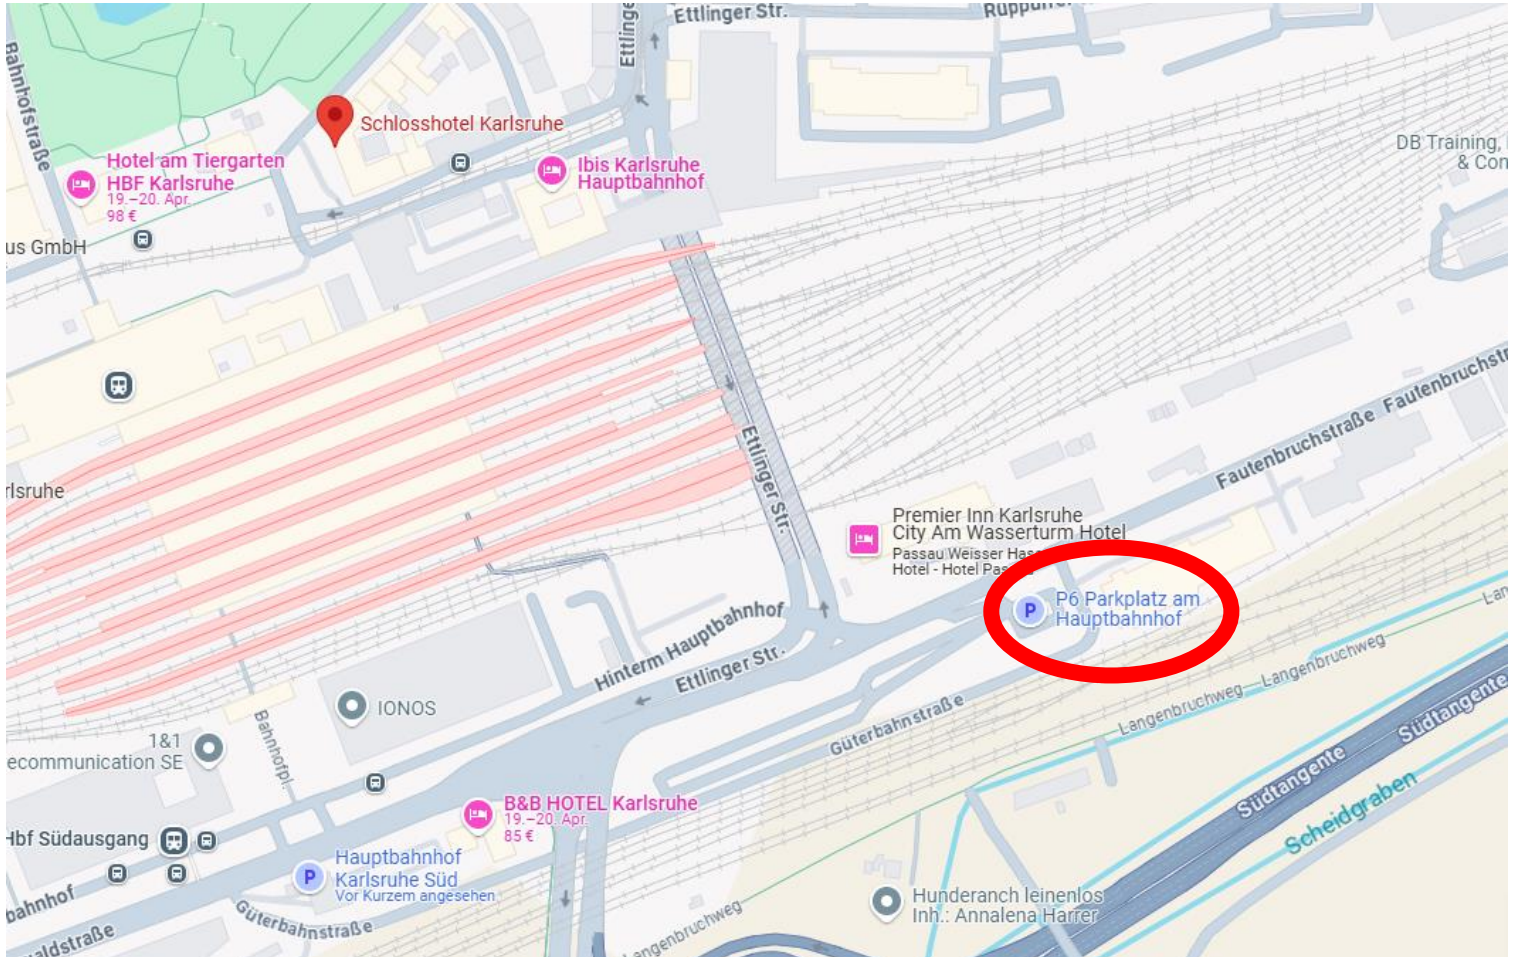 Ettlinger Str.
Ettlinge
Bahnhofstraße
Schlosshotel Karlsruhe
Hotel am Tiergarten
HBF Karlsruhe
19.–20. Apr.
98 €
Ibis Karlsruhe
Hauptbahnhof
DB Training,
& Con
us GmbH
rlsruhe
Ettlinger Str.
Fautenbruchstraße
Fautenbruchstr
Premier Inn Karlsruhe
City Am Wasserturm Hotel
Passau Weisser Has
Hotel - Hotel Pas
P6 Parkplatz am
Hauptbahnhof
P
Hinterm Hauptbahnhof
Ettlinger Str.
Güterbahnstraße
Langenbruchweg
Langenbruchweg
Lan
IONOS
1&1
ecommunication SE
Bahnhofpl.
B&B HOTEL Karlsruhe
19.–20. Apr.
85 €
Südtangente
Südtangente
Scheidgraben
Hbf Südausgang
Hauptbahnhof
Karlsruhe Süd
Vor Kurzem angesehen
P
bahnhof
aldstraße
Güterbahnstraße
Langenbruchweg
Hunderanch leinenlos
Inh.: Annalena Harrer